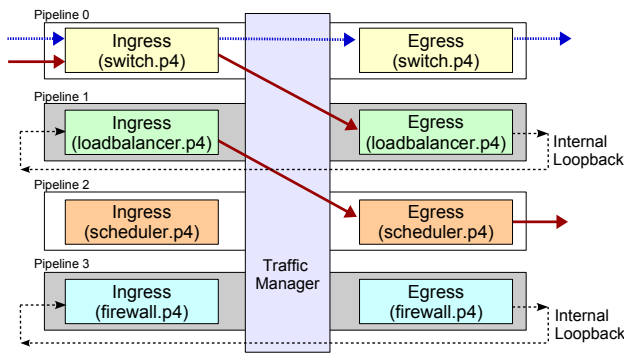 Pipeline 0
Ingress
(switch.p4)
Egress
(switch.p4)
Pipeline 1
Ingress
(loadbalancer.p4)
Egress
(loadbalancer.p4)
Internal
Loopback
Pipeline 2
Ingress
(scheduler.p4)
Egress
(scheduler.p4)
Traffic
Manager
Pipeline 3
Ingress
(firewall.p4)
Egress
(firewall.p4)
Internal
Loopback